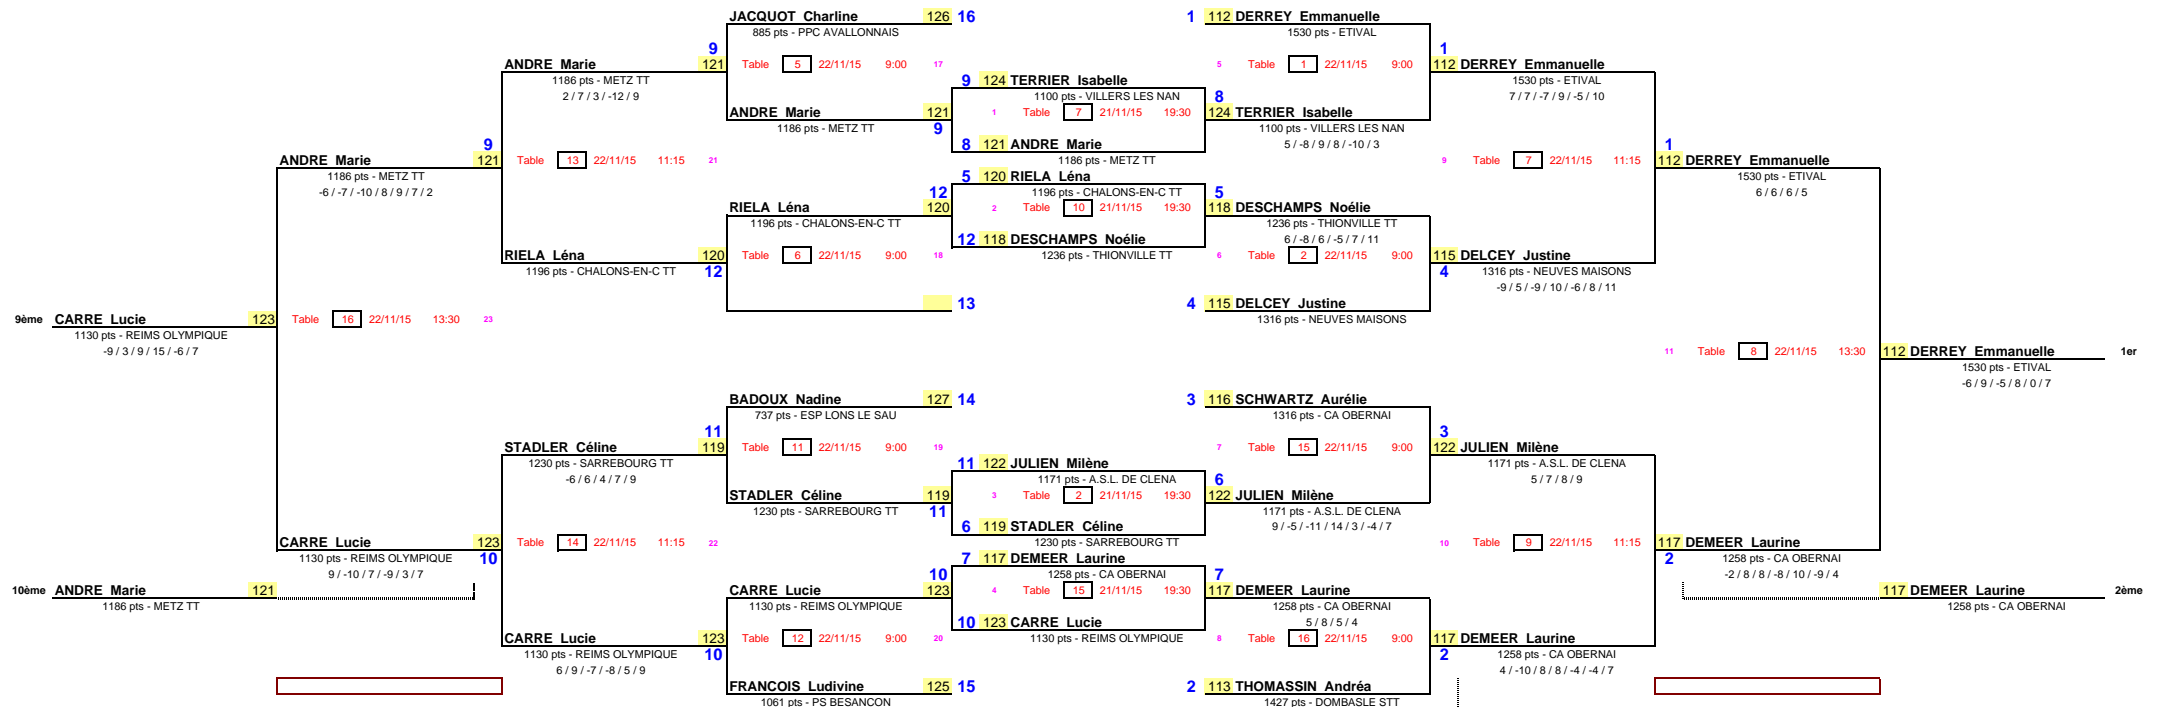 JACQUOT Charline 126 16 1 112 DERREY Emmanuelle
885 pts - PPC AVALLONNAIS 1530 pts - ETIVAL
9 1
ANDRE Marie 121 Table 5 22/11/15 9:00 17 5 Table 1 22/11/15 9:00 112 DERREY Emmanuelle
1186 pts - METZ TT 9 124 TERRIER Isabelle 1530 pts - ETIVAL
2 / 7 / 3 / -12 / 9 1100 pts - VILLERS LES NAN 8 7 / 7 / -7 / 9 / -5 / 10
ANDRE Marie 121 1 Table 7 21/11/15 19:30 124 TERRIER Isabelle
1186 pts - METZ TT 9 1100 pts - VILLERS LES NAN
9 8 121 ANDRE Marie 5 / -8 / 9 / 8 / -10 / 3 1
ANDRE Marie 121 Table 13 22/11/15 11:15 21 1186 pts - METZ TT 9 Table 7 22/11/15 11:15 112 DERREY Emmanuelle
1186 pts - METZ TT 5 120 RIELA Léna 1530 pts - ETIVAL
-6 / -7 / -10 / 8 / 9 / 7 / 2 12 1196 pts - CHALONS-EN-C TT 5 6 / 6 / 6 / 5
RIELA Léna 120 2 Table 10 21/11/15 19:30 118 DESCHAMPS Noélie
1196 pts - CHALONS-EN-C TT 1236 pts - THIONVILLE TT
12 118 DESCHAMPS Noélie 6 / -8 / 6 / -5 / 7 / 11
RIELA Léna 120 Table 6 22/11/15 9:00 18 1236 pts - THIONVILLE TT 6 Table 2 22/11/15 9:00 115 DELCEY Justine
1196 pts - CHALONS-EN-C TT 12 4 1316 pts - NEUVES MAISONS
-9 / 5 / -9 / 10 / -6 / 8 / 11
13 4 115 DELCEY Justine
9ème CARRE Lucie 123 Table 16 22/11/15 13:30 23 1316 pts - NEUVES MAISONS
1130 pts - REIMS OLYMPIQUE
-9 / 3 / 9 / 15 / -6 / 7 11 Table 8 22/11/15 13:30 112 DERREY Emmanuelle 1er
1530 pts - ETIVAL
-6 / 9 / -5 / 8 / 0 / 7
BADOUX Nadine 127 14 3 116 SCHWARTZ Aurélie
737 pts - ESP LONS LE SAU 1316 pts - CA OBERNAI
11 3
STADLER Céline 119 Table 11 22/11/15 9:00 19 7 Table 15 22/11/15 9:00 122 JULIEN Milène
1230 pts - SARREBOURG TT 11 122 JULIEN Milène 1171 pts - A.S.L. DE CLENA
-6 / 6 / 4 / 7 / 9 1171 pts - A.S.L. DE CLENA 6 5 / 7 / 8 / 9
STADLER Céline 119 3 Table 2 21/11/15 19:30 122 JULIEN Milène
1230 pts - SARREBOURG TT 11 1171 pts - A.S.L. DE CLENA
6 119 STADLER Céline 9 / -5 / -11 / 14 / 3 / -4 / 7
CARRE Lucie 123 Table 14 22/11/15 11:15 22 1230 pts - SARREBOURG TT 10 Table 9 22/11/15 11:15 117 DEMEER Laurine
1130 pts - REIMS OLYMPIQUE 10 7 117 DEMEER Laurine 2 1258 pts - CA OBERNAI
9 / -10 / 7 / -9 / 3 / 7 10 1258 pts - CA OBERNAI 7 -2 / 8 / 8 / -8 / 10 / -9 / 4
10ème ANDRE Marie 121 CARRE Lucie 123 4 Table 15 21/11/15 19:30 117 DEMEER Laurine 117 DEMEER Laurine 2ème
1186 pts - METZ TT 1130 pts - REIMS OLYMPIQUE 1258 pts - CA OBERNAI 1258 pts - CA OBERNAI
10 123 CARRE Lucie 5 / 8 / 5 / 4
CARRE Lucie 123 Table 12 22/11/15 9:00 20 1130 pts - REIMS OLYMPIQUE 8 Table 16 22/11/15 9:00 117 DEMEER Laurine
1130 pts - REIMS OLYMPIQUE 10 2 1258 pts - CA OBERNAI
6 / 9 / -7 / -8 / 5 / 9 4 / -10 / 8 / 8 / -4 / -4 / 7
FRANCOIS Ludivine 125 15 2 113 THOMASSIN Andréa
1061 pts - PS BESANCON 1427 pts - DOMBASLE STT